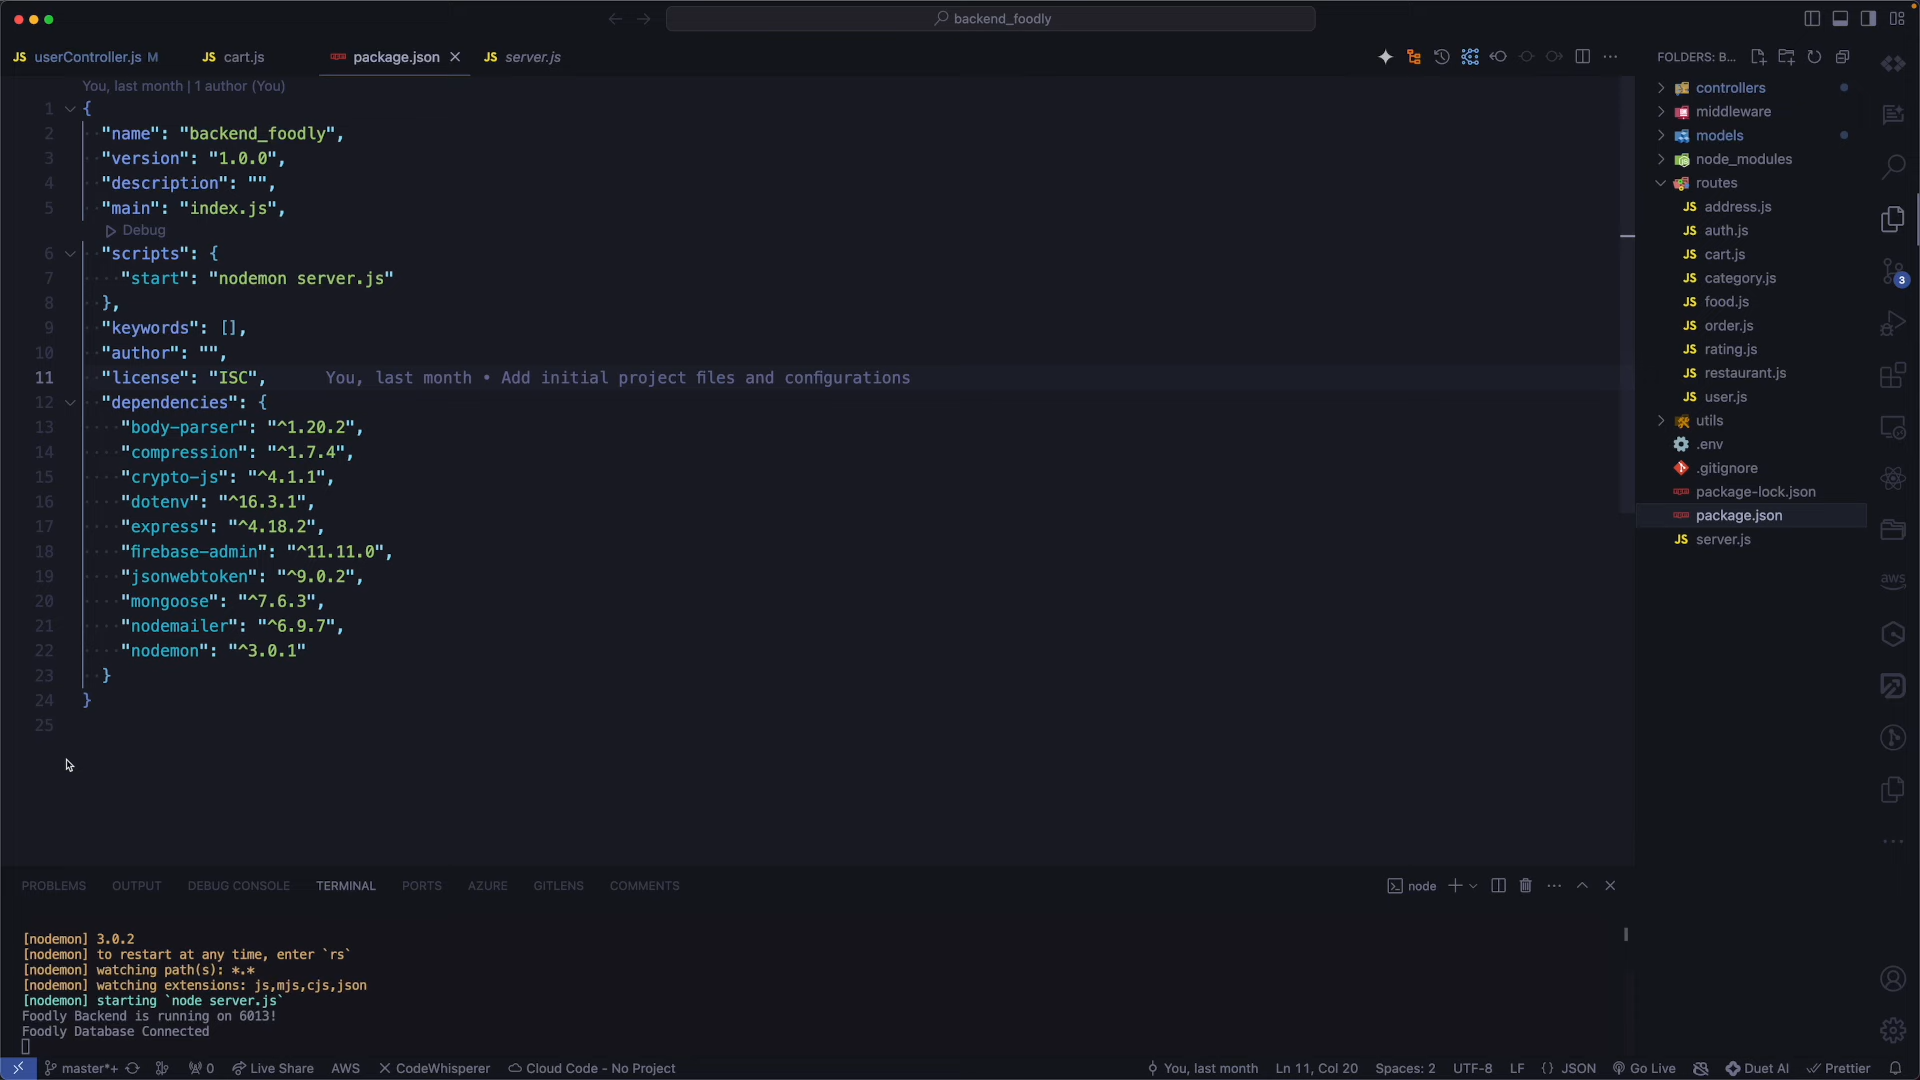 backend_foodly
JS userController.js M
JS cart.js
package.json
JS server.js
FOLDERS: B...
You, last month | 1 author (You)
1 {
2 "name": "backend_foodly",
3 "version": "1.0.0",
4 "description": "",
5 "main": "index.js",
Debug
6 "scripts": {
7 "start": "nodemon server.js"
8 },
9 "keywords": [],
10 "author": "",
11 "license": "ISC", You, last month • Add initial project files and configurations
12 "dependencies": {
13 "body-parser": "^1.20.2",
14 "compression": "^1.7.4",
15 "crypto-js": "^4.1.1",
16 "dotenv": "^16.3.1",
17 "express": "^4.18.2",
18 "firebase-admin": "^11.11.0",
19 "jsonwebtoken": "^9.0.2",
20 "mongoose": "^7.6.3",
21 "nodemailer": "^6.9.7",
22 "nodemon": "^3.0.1"
23 }
24 }
25
controllers
middleware
models
node_modules
routes
JS address.js
JS auth.js
JS cart.js
JS category.js
JS food.js
JS order.js
JS rating.js
JS restaurant.js
JS user.js
utils
.env
.gitignore
package-lock.json
package.json
JS server.js
3
aws
PROBLEMS OUTPUT DEBUG CONSOLE TERMINAL PORTS AZURE GITLENS COMMENTS
node
[nodemon] 3.0.2
[nodemon] to restart at any time, enter `rs`
[nodemon] watching path(s): *.*
[nodemon] watching extensions: js,mjs,cjs,json
[nodemon] starting `node server.js`
Foodly Backend is running on 6013!
Foodly Database Connected
master*+ 0 Live Share AWS CodeWhisperer Cloud Code - No Project
You, last month Ln 11, Col 20 Spaces: 2 UTF-8 LF {} JSON Go Live Duet AI Prettier